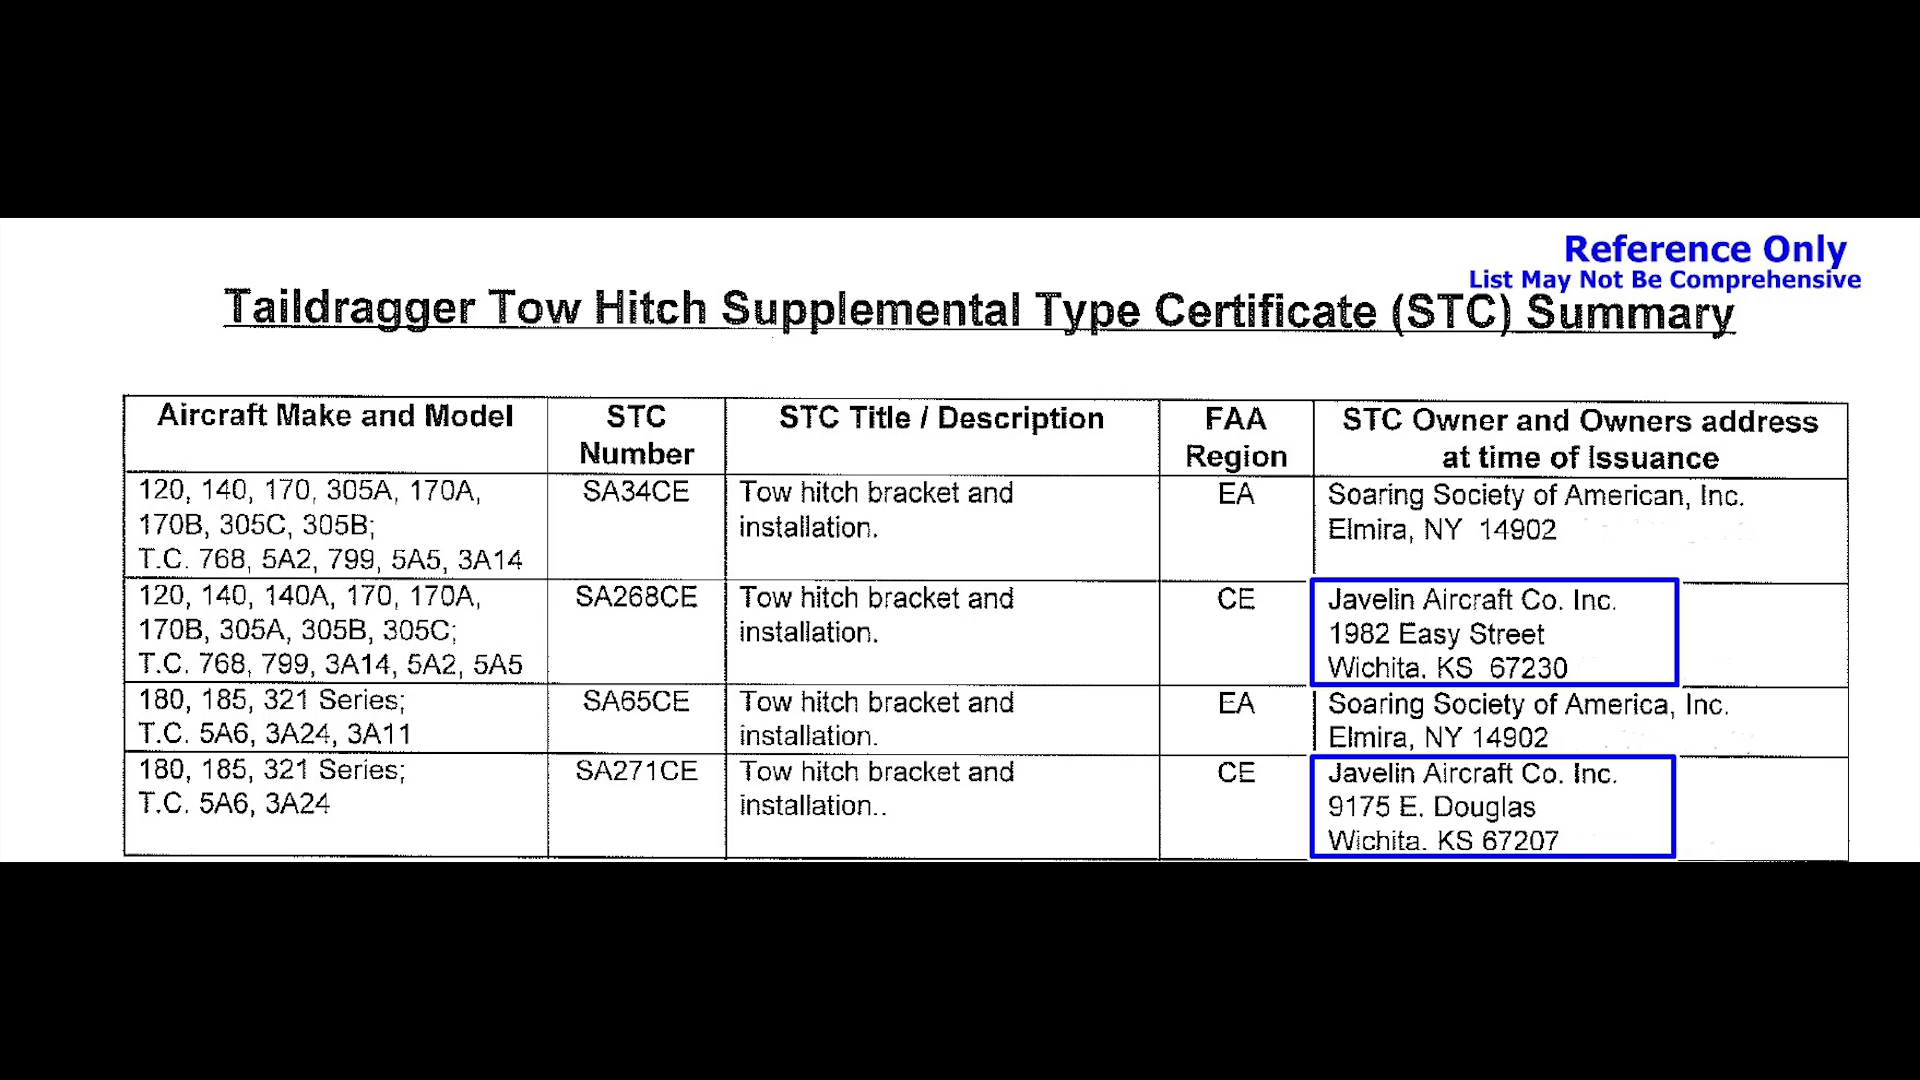 Reference Only
List May Not Be Comprehensive
Taildragger Tow Hitch Supplemental Type Certificate (STC) Summary
Aircraft Make and Model
STC
Number
STC Title / Description
FAA
Region
STC Owner and Owners address
at time of Issuance
120, 140, 170, 305A, 170A,
170B, 305C, 305B;
T.C. 768, 5A2, 799, 5A5, 3A14
SA34CE
Tow hitch bracket and
installation.
EA
Soaring Society of American, Inc.
Elmira, NY 14902
120, 140, 140A, 170, 170A,
170B, 305A, 305B, 305C;
T.C. 768, 799, 3A14, 5A2, 5A5
SA268CE
Tow hitch bracket and
installation.
CE
Javelin Aircraft Co. Inc.
1982 Easy Street
Wichita. KS 67230
180, 185, 321 Series;
T.C. 5A6, 3A24, 3A11
SA65CE
Tow hitch bracket and
installation.
EA
Soaring Society of America, Inc.
Elmira, NY 14902
180, 185, 321 Series;
T.C. 5A6, 3A24
SA271CE
Tow hitch bracket and
installation..
CE
Javelin Aircraft Co. Inc.
9175 E. Douglas
Wichita. KS 67207